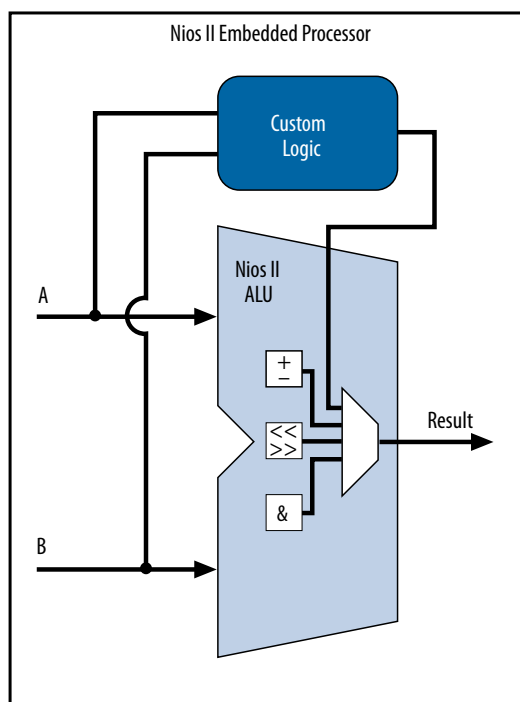 Nios II Embedded Processor
Custom
Logic
Nios II
ALU
A
+
−
<<
>>
Result
&
B